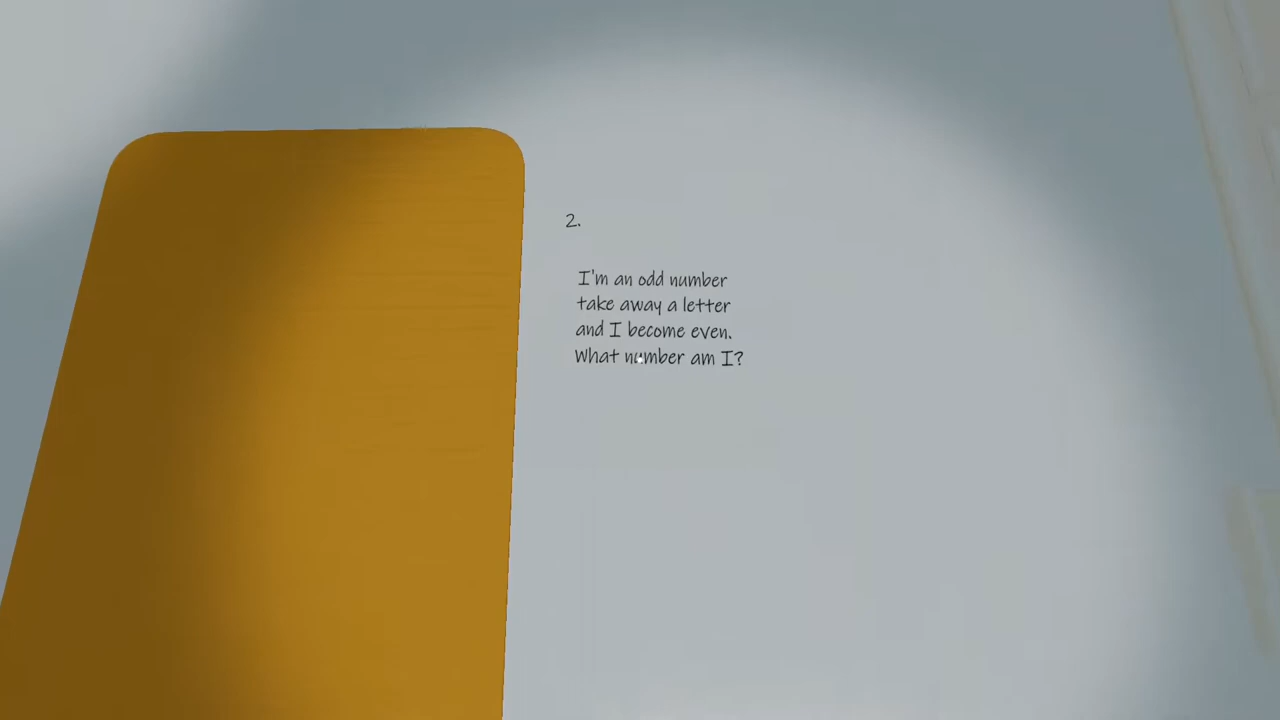 2.
I'm an odd number
take away a letter
and I become even.
What number am I?